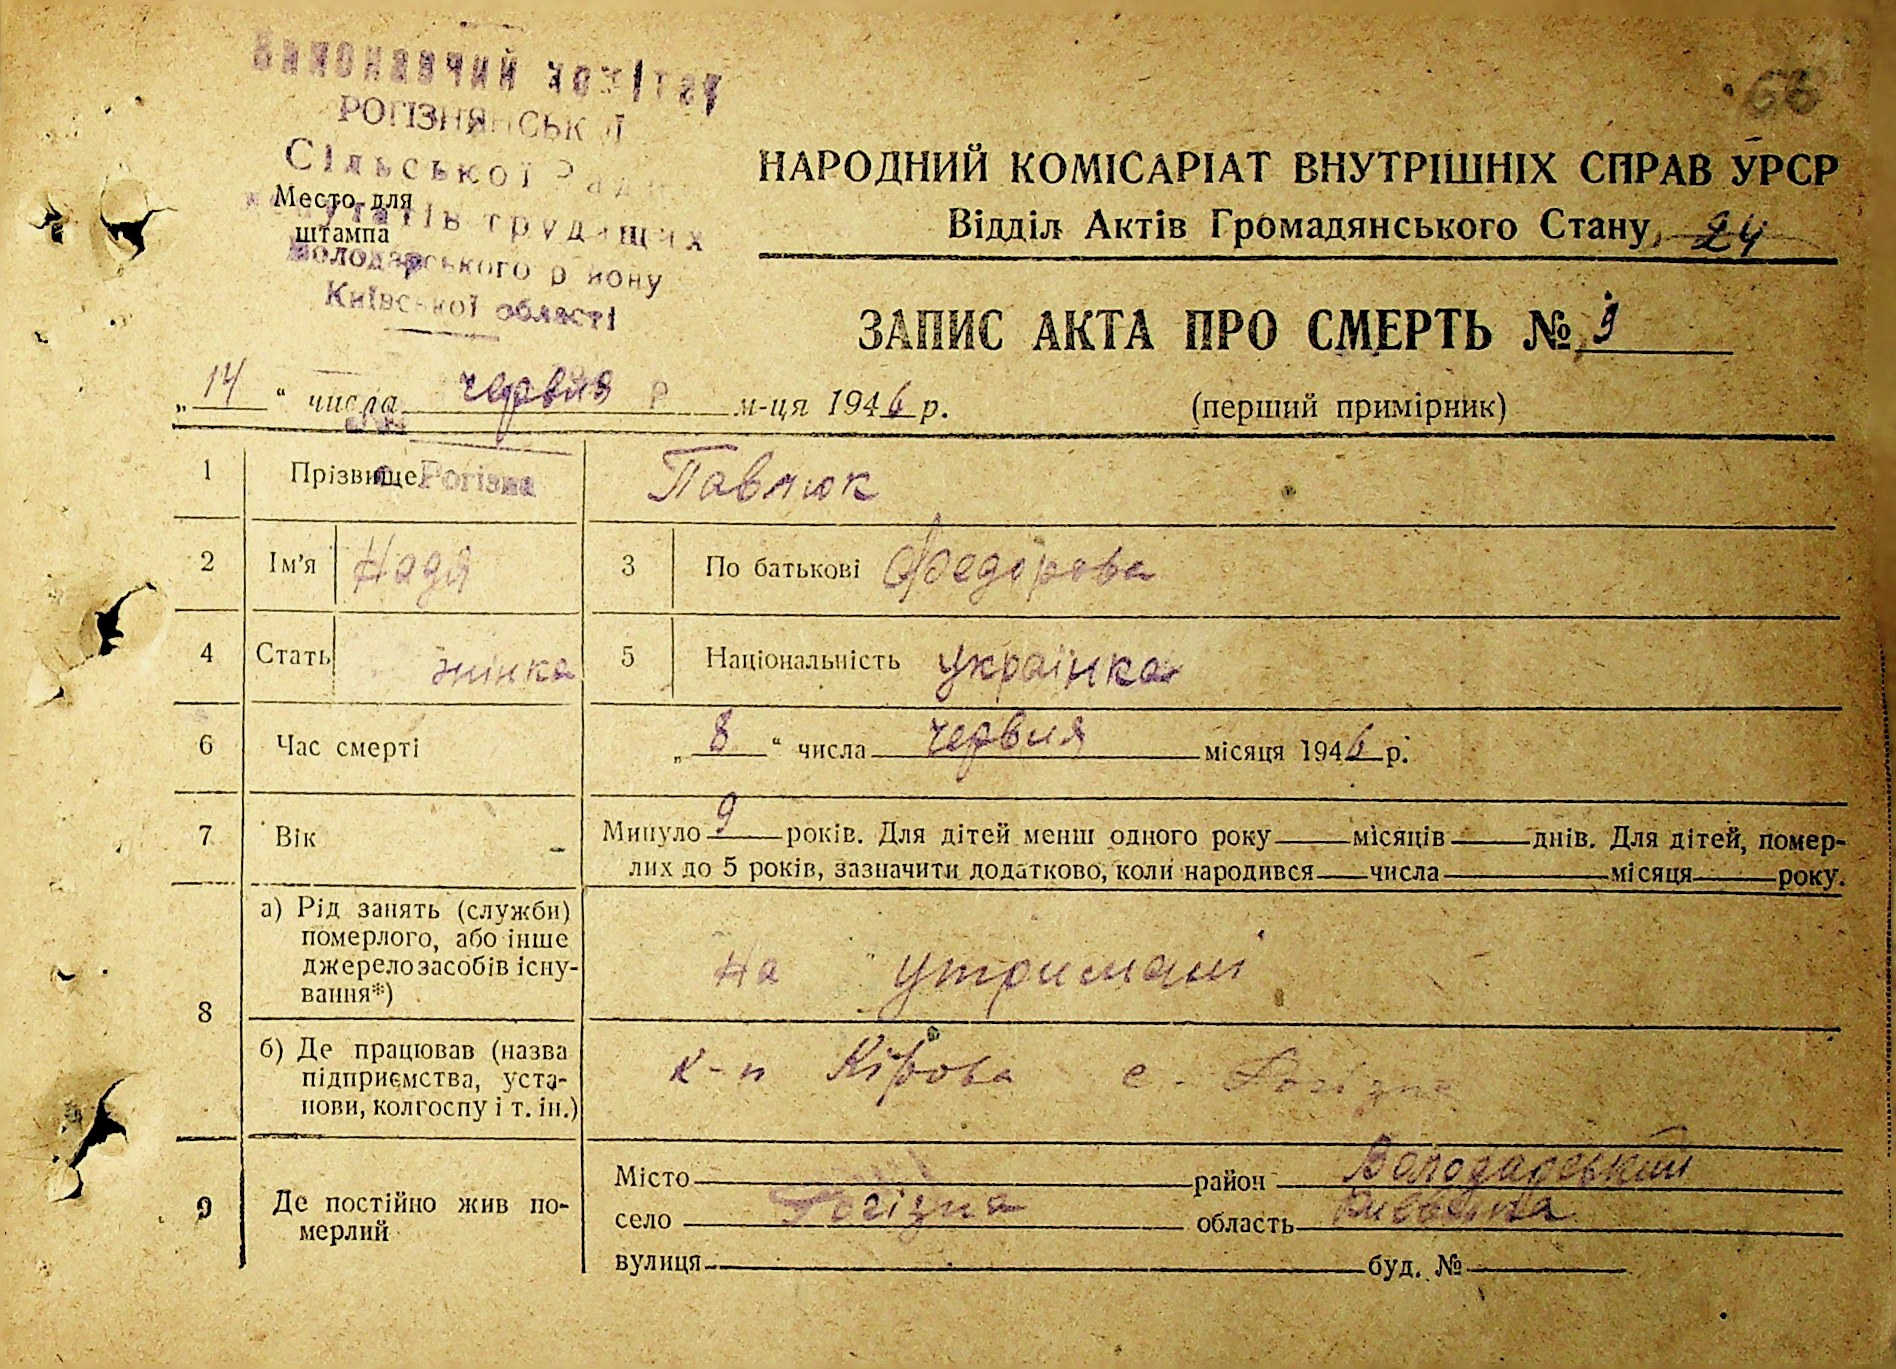 66
РОГІЗНЯНСЬКОЇ
Сільської Ради
Место для
депутатів трудящих
штампа
Володарського району
Київської області
НАРОДНИЙ КОМІСАРІАТ ВНУТРІШНІХ СПРАВ УРСР
Відділ Актів Громадянського Стану, 24
ЗАПИС АКТА ПРО СМЕРТЬ № 9
„14“ числа червня м-ця 1946 р. (перший примірник)
1 Прізвище Рогізна Павлюк
2 Ім’я Надя 3 По батькові Федорова
4 Стать жінка 5 Національність українка
6 Час смерті „8“ числа червня місяця 1946 р.
7 Вік Минуло 9 років. Для дітей менш одного року місяців днів. Для дітей, помер-
лих до 5 років, зазначити додатково, коли народився числа місяця року.
8
а) Рід занять (служби)
померлого, або інше
джерело засобів існу-
вання*)
На утримані
б) Де працював (назва
підприємства, уста-
нови, колгоспу і т. ін.)
к-п Кірова с. Рогізна
9 Де постійно жив по-
мерлий
Місто район Володарський
село Рогізна область
вулиця буд. №